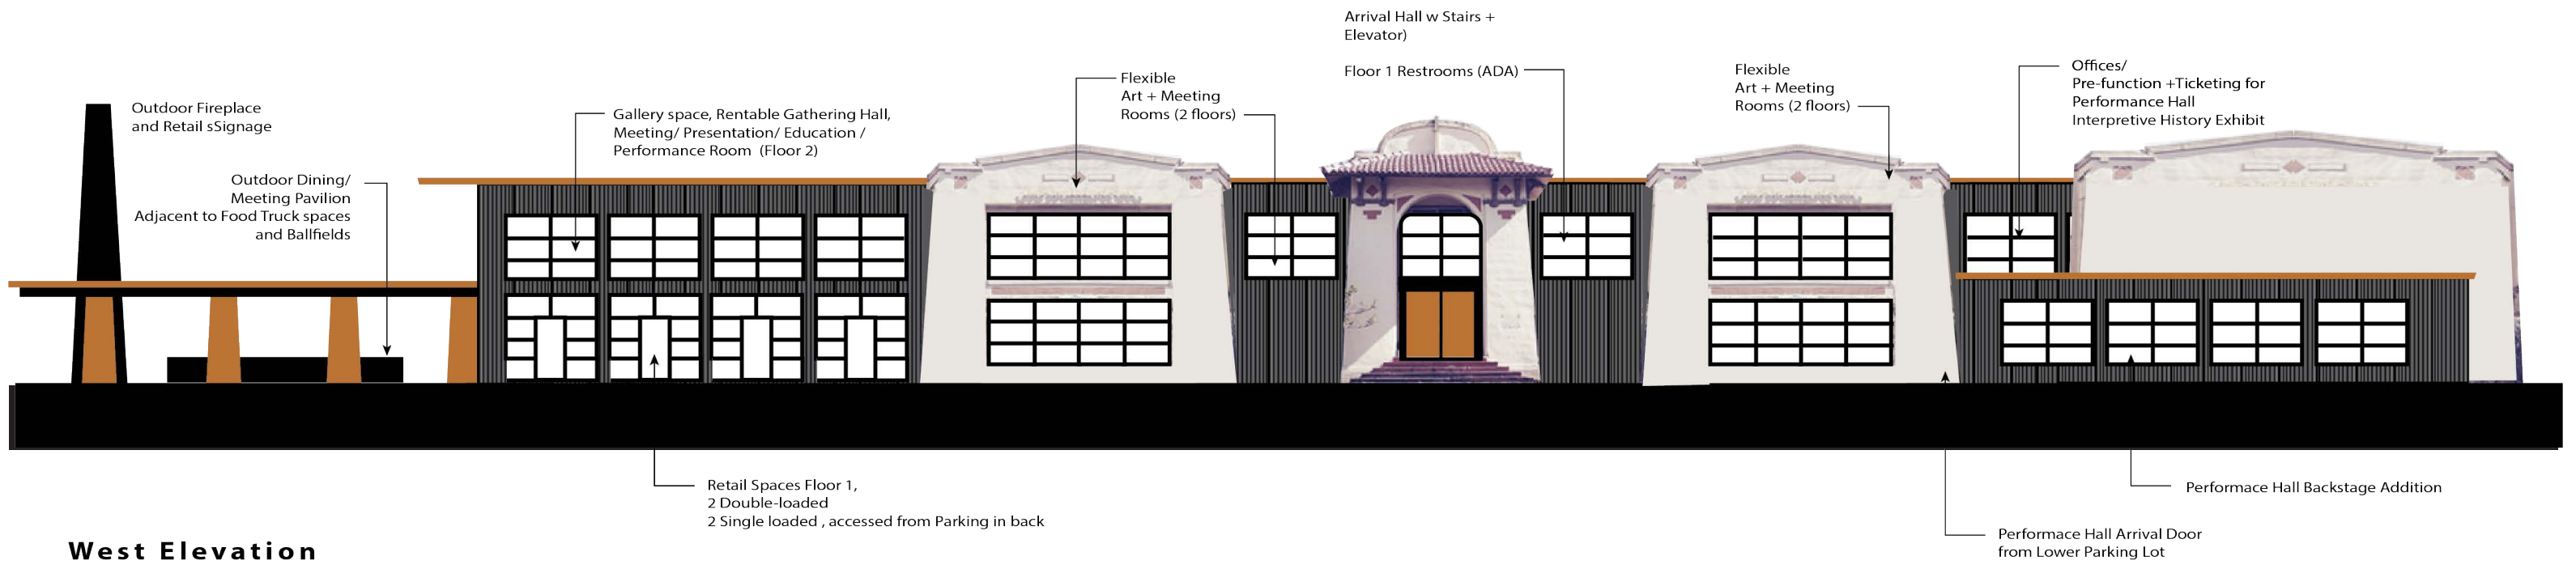 Arrival Hall w Stairs +
Elevator)
Floor 1 Restrooms (ADA)
Outdoor Fireplace
and Retail sSignage
Gallery space, Rentable Gathering Hall,
Meeting/ Presentation/ Education /
Performance Room (Floor 2)
Flexible
Art + Meeting
Rooms (2 floors)
Flexible
Art + Meeting
Rooms (2 floors)
Offices/
Pre-function +Ticketing for
Performance Hall
Interpretive History Exhibit
Outdoor Dining/
Meeting Pavilion
Adjacent to Food Truck spaces
and Ballfields
Retail Spaces Floor 1,
2 Double-loaded
2 Single loaded , accessed from Parking in back
Performace Hall Backstage Addition
Performace Hall Arrival Door
from Lower Parking Lot
West Elevation